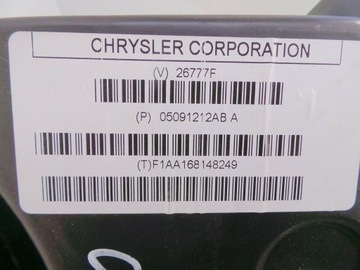 CHRYSLER CORPORATION
(V) 26777F
(P) 05091212AB A
(T)F1AA168148249